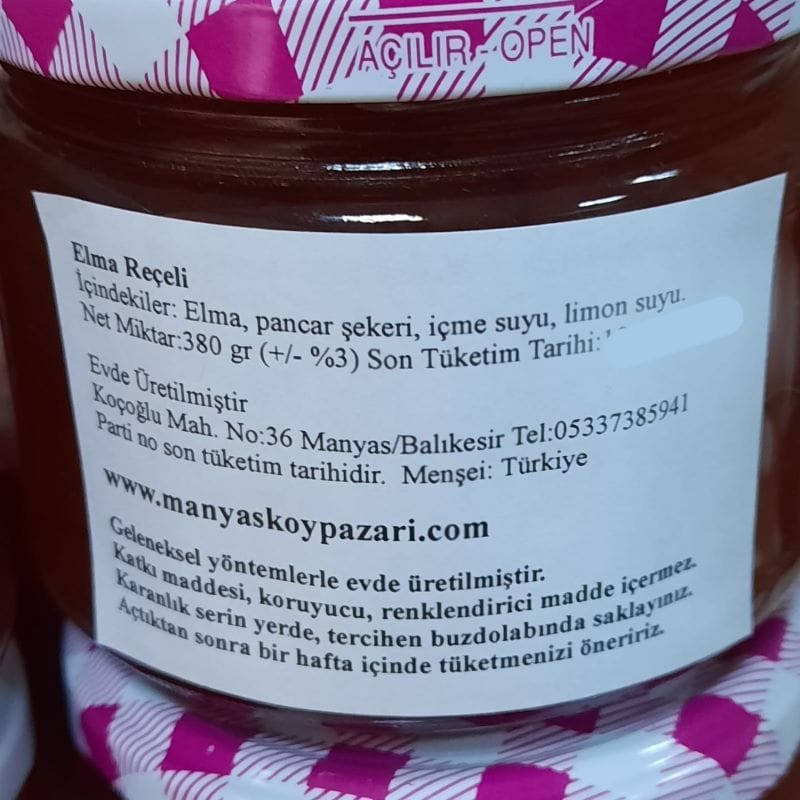 AÇILIR - OPEN
Elma Reçeli
İçindekiler: Elma, pancar şekeri, içme suyu, limon suyu.
Net Miktar:380 gr (+/- %3) Son Tüketim Tarihi:
Evde Üretilmiştir
Koçoğlu Mah. No:36 Manyas/Balıkesir Tel:05337385941
Parti no son tüketim tarihidir. Menşei: Türkiye
www.manyaskoypazari.com
Geleneksel yöntemlerle evde üretilmiştir.
Katkı maddesi, koruyucu, renklendirici madde içermez.
Karanlık serin yerde, tercihen buzdolabında saklayınız.
Açtıktan sonra bir hafta içinde tüketmenizi öneririz.